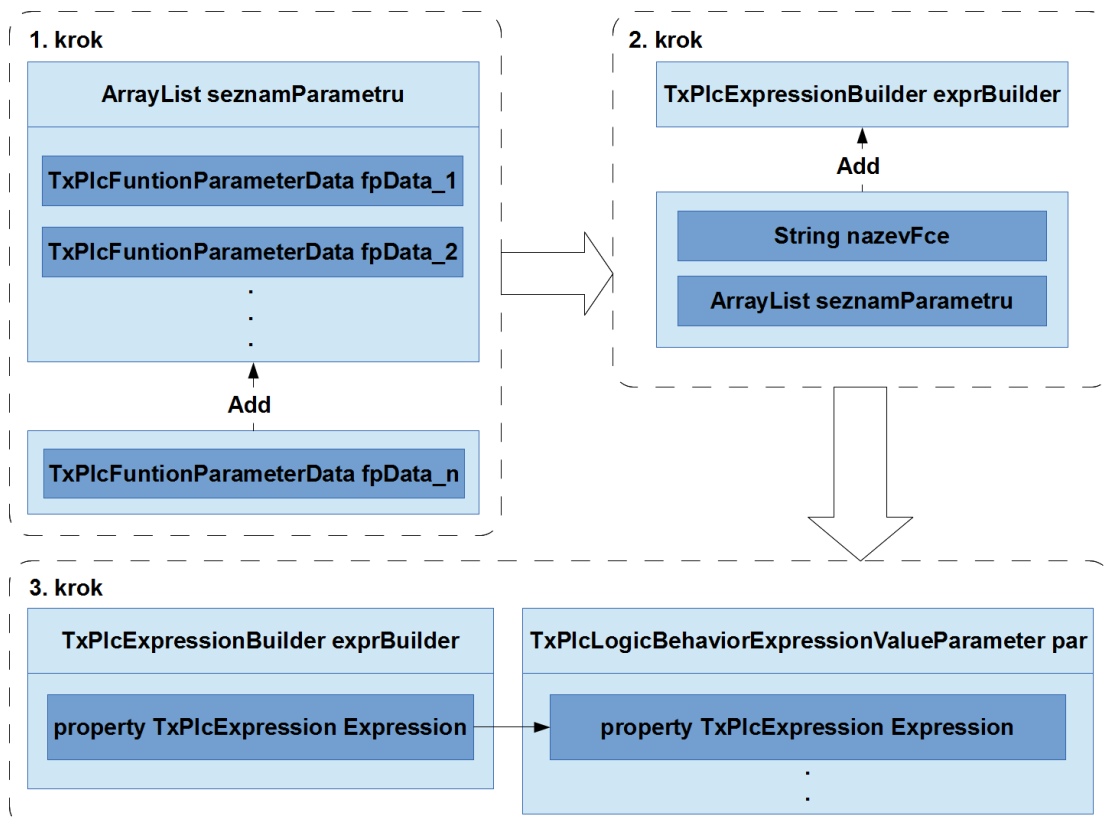 1. krok
ArrayList seznamParametru
TxPlcFuntionParameterData fpData_1
TxPlcFuntionParameterData fpData_2
.
.
.
Add
TxPlcFuntionParameterData fpData_n
2. krok
TxPlcExpressionBuilder exprBuilder
Add
String nazevFce
ArrayList seznamParametru
3. krok
TxPlcExpressionBuilder exprBuilder
property TxPlcExpression Expression
TxPlcLogicBehaviorExpressionValueParameter par
property TxPlcExpression Expression
.
.